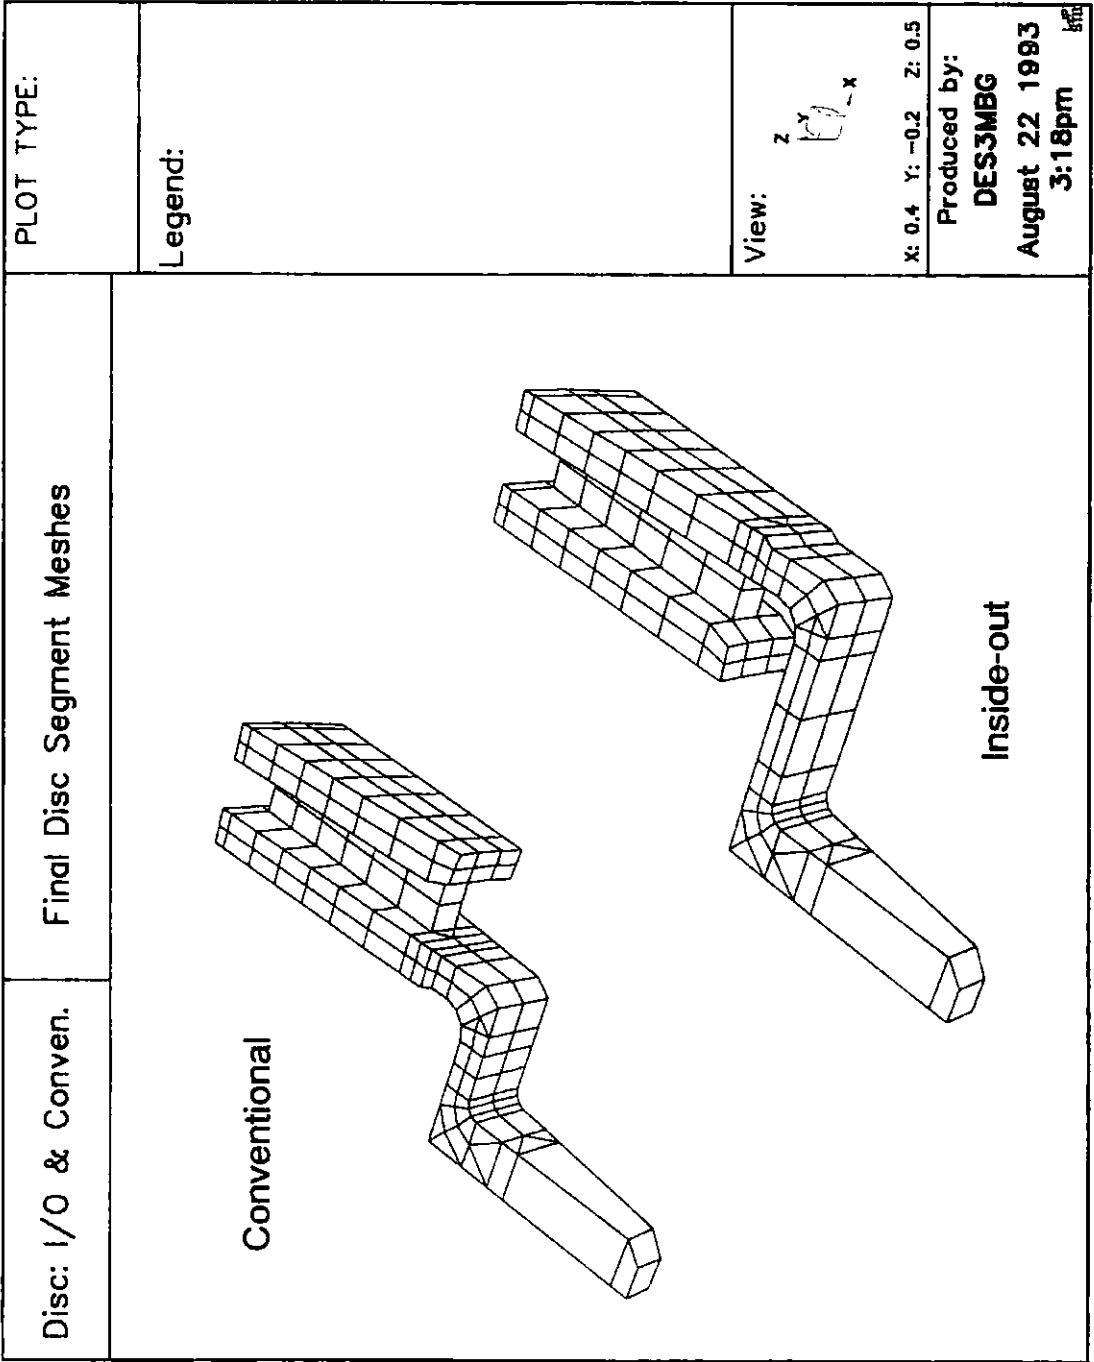 Disc: I/O & Conven.
Final Disc Segment Meshes
PLOT TYPE:
Legend:
Conventional
Inside-out
View:
Z
Y
X
X: 0.4 Y: -0.2 Z: 0.5
Produced by:
DES3MBG
August 22 1993
3:18pm